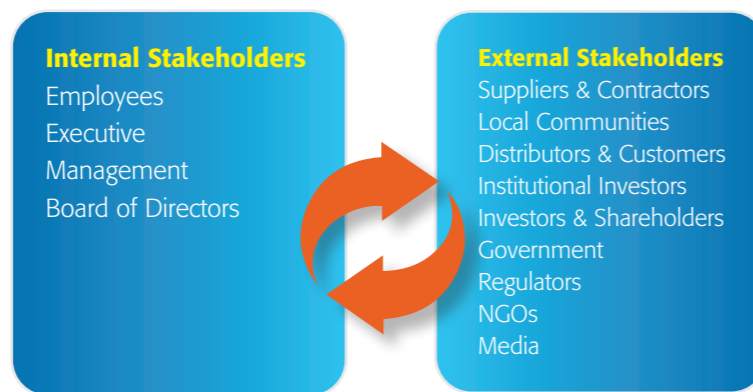 Internal Stakeholders
Employees
Executive
Management
Board of Directors
External Stakeholders
Suppliers & Contractors
Local Communities
Distributors & Customers
Institutional Investors
Investors & Shareholders
Government
Regulators
NGOs
Media